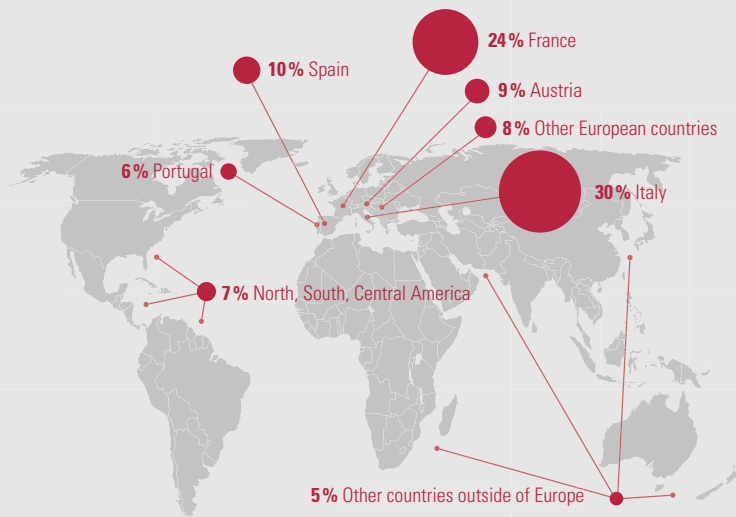 24 % France
10 % Spain
9 % Austria
8 % Other European countries
6 % Portugal
30 % Italy
7 % North, South, Central America
5 % Other countries outside of Europe